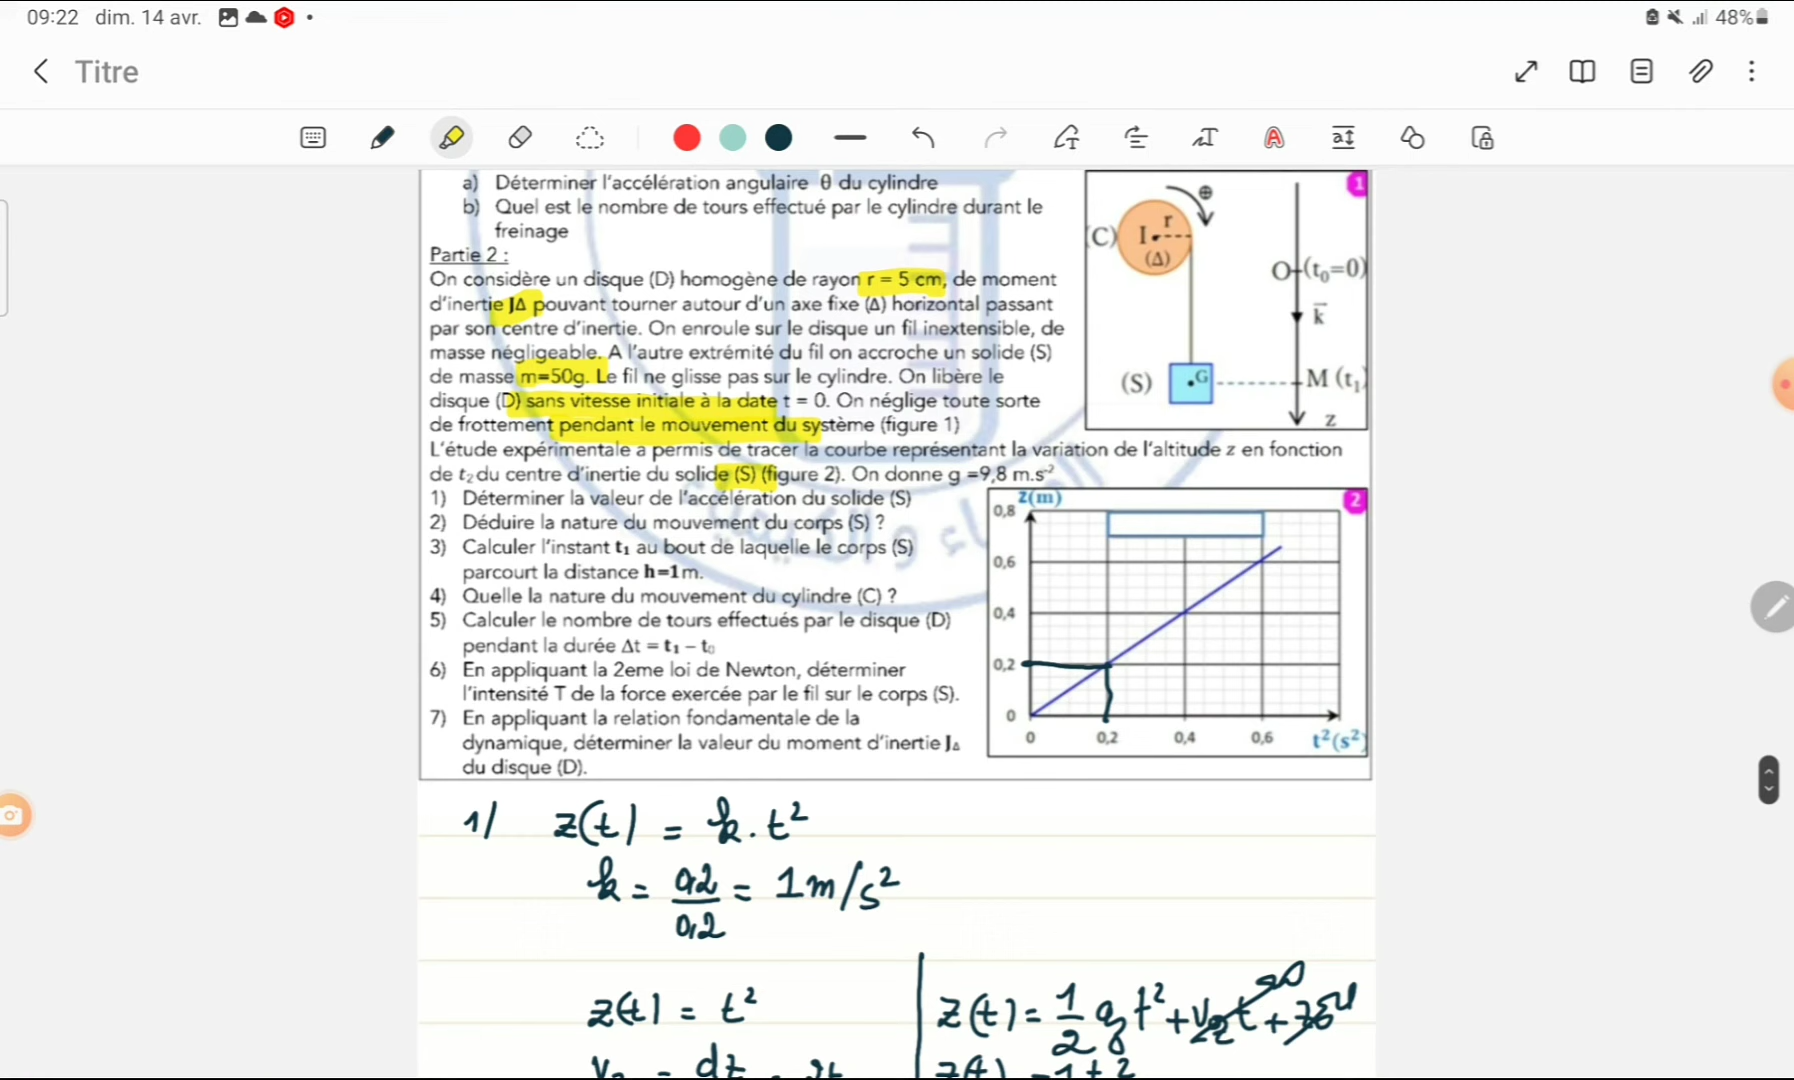 09:22 dim. 14 avr.
48%
Titre
a) Déterminer l'accélération angulaire θ du cylindre
b) Quel est le nombre de tours effectué par le cylindre durant le
freinage
Partie 2 :
On considère un disque (D) homogène de rayon r = 5 cm, de moment
d'inertie JΔ pouvant tourner autour d'un axe fixe (Δ) horizontal passant
par son centre d'inertie. On enroule sur le disque un fil inextensible, de
masse négligeable. A l'autre extrémité du fil on accroche un solide (S)
de masse m=50g. Le fil ne glisse pas sur le cylindre. On libère le
disque (D) sans vitesse initiale à la date t = 0. On néglige toute sorte
de frottement pendant le mouvement du système (figure 1)
L'étude expérimentale a permis de tracer la courbe représentant la variation de l'altitude z en fonction
de t₂ du centre d'inertie du solide (S) (figure 2). On donne g =9,8 m.s⁻²
1) Déterminer la valeur de l'accélération du solide (S)
2) Déduire la nature du mouvement du corps (S) ?
3) Calculer l'instant t₁ au bout de laquelle le corps (S)
parcourt la distance h=1m.
4) Quelle la nature du mouvement du cylindre (C) ?
5) Calculer le nombre de tours effectués par le disque (D)
pendant la durée Δt = t₁ – t₀
6) En appliquant la 2eme loi de Newton, déterminer
l'intensité T de la force exercée par le fil sur le corps (S).
7) En appliquant la relation fondamentale de la
dynamique, déterminer la valeur du moment d'inertie JΔ
du disque (D).
1
⊕
(C) I r
(Δ)
O (t₀=0)
k
(S) G M (t₁
z
2
z(m)
0,8
0,6
0,4
0,2
0
0 0,2 0,4 0,6 t²(s²
1/ z(t) = k . t²
k = 0,2 / 0,2 = 1m/s²
z(t) = t²
z(t) = 1/2 a t² +